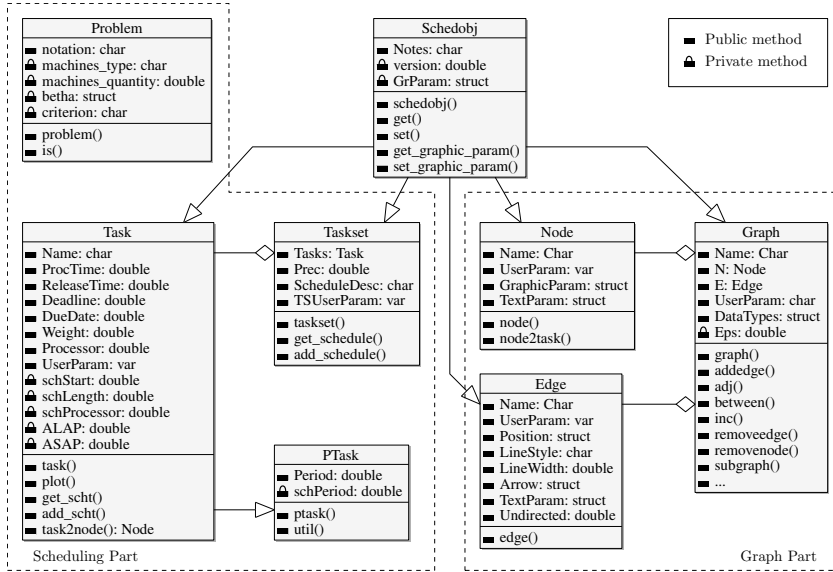 Problem
notation: char
machines_type: char
machines_quantity: double
betha: struct
criterion: char
problem()
is()
Schedobj
Notes: char
version: double
GrParam: struct
schedobj()
get()
set()
get_graphic_param()
set_graphic_param()
Public method
Private method
Task
Name: char
ProcTime: double
ReleaseTime: double
Deadline: double
DueDate: double
Weight: double
Processor: double
UserParam: var
schStart: double
schLength: double
schProcessor: double
ALAP: double
ASAP: double
task()
plot()
get_scht()
add_scht()
task2node(): Node
Taskset
Tasks: Task
Prec: double
ScheduleDesc: char
TSUserParam: var
taskset()
get_schedule()
add_schedule()
PTask
Period: double
schPeriod: double
ptask()
util()
Scheduling Part
Node
Name: Char
UserParam: var
GraphicParam: struct
TextParam: struct
node()
node2task()
Edge
Name: Char
UserParam: var
Position: struct
LineStyle: char
LineWidth: double
Arrow: struct
TextParam: struct
Undirected: double
edge()
Graph
Name: Char
N: Node
E: Edge
UserParam: char
DataTypes: struct
Eps: double
graph()
addedge()
adj()
between()
inc()
removeedge()
removenode()
subgraph()
...
Graph Part